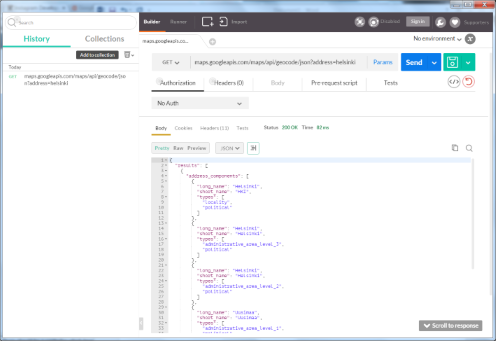 Builder
Runner
Import
Disabled
Sign in
Supporters
Search
History
Collections
Add to collection
Today
GET maps.googleapis.com/maps/api/geocode/jso
n?address=helsinki
maps.googleapis.co...
No environment
GET
maps.googleapis.com/maps/api/geocode/json?address=helsinki
Params
Send
Authorization
Headers (0)
Body
Pre-request script
Tests
No Auth
Body
Cookies
Headers (13)
Tests
Status 200 OK Time 82 ms
Pretty
Raw
Preview
JSON
1 {
2 "results": [
3 {
4 "address_components": [
5 {
6 "long_name": "Helsinki",
7 "short_name": "HKI",
8 "types": [
9 "locality",
10 "political"
11 ]
12 },
13 {
14 "long_name": "Helsinki",
15 "short_name": "Helsinki",
16 "types": [
17 "administrative_area_level_3",
18 "political"
19 ]
20 },
21 {
22 "long_name": "Helsinki",
23 "short_name": "Helsinki",
24 "types": [
25 "administrative_area_level_2",
26 "political"
27 ]
28 },
29 {
30 "long_name": "Uusimaa",
31 "short_name": "Uusimaa",
32 "types": [
33 "administrative_area_level_1",
"political"
Scroll to response